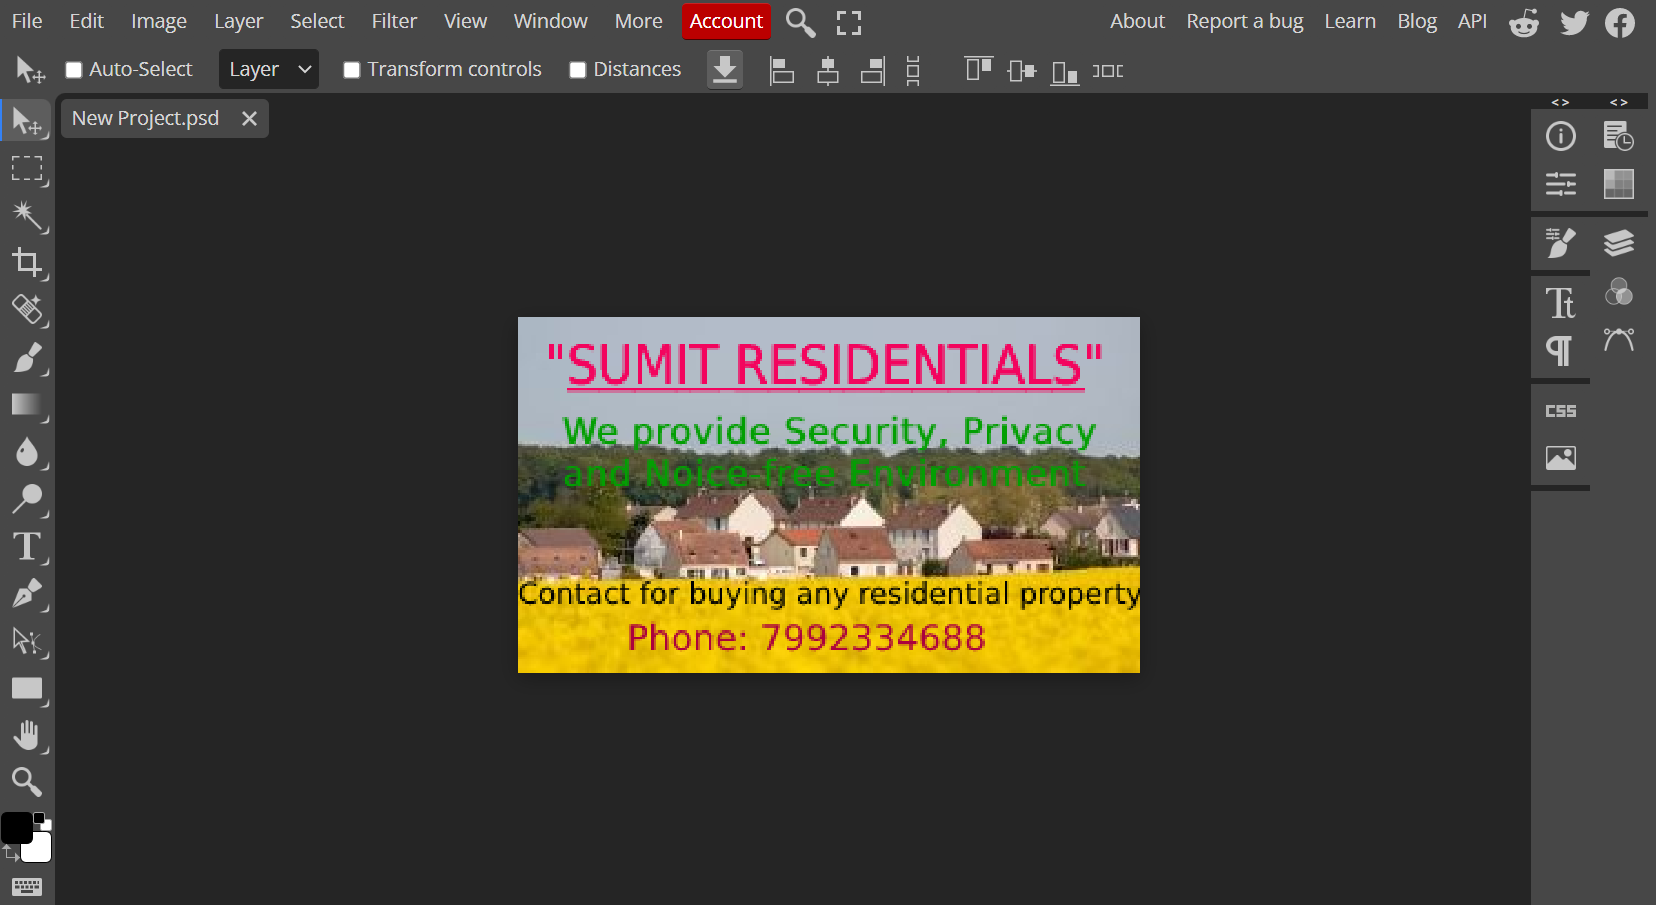 File Edit Image Layer Select Filter View Window More Account About Report a bug Learn Blog API
Auto-Select Layer Transform controls Distances
New Project.psd
"SUMIT RESIDENTIALS"
We provide Security, Privacy
and Noice-free Environment
Contact for buying any residential property
Phone: 7992334688
CSS